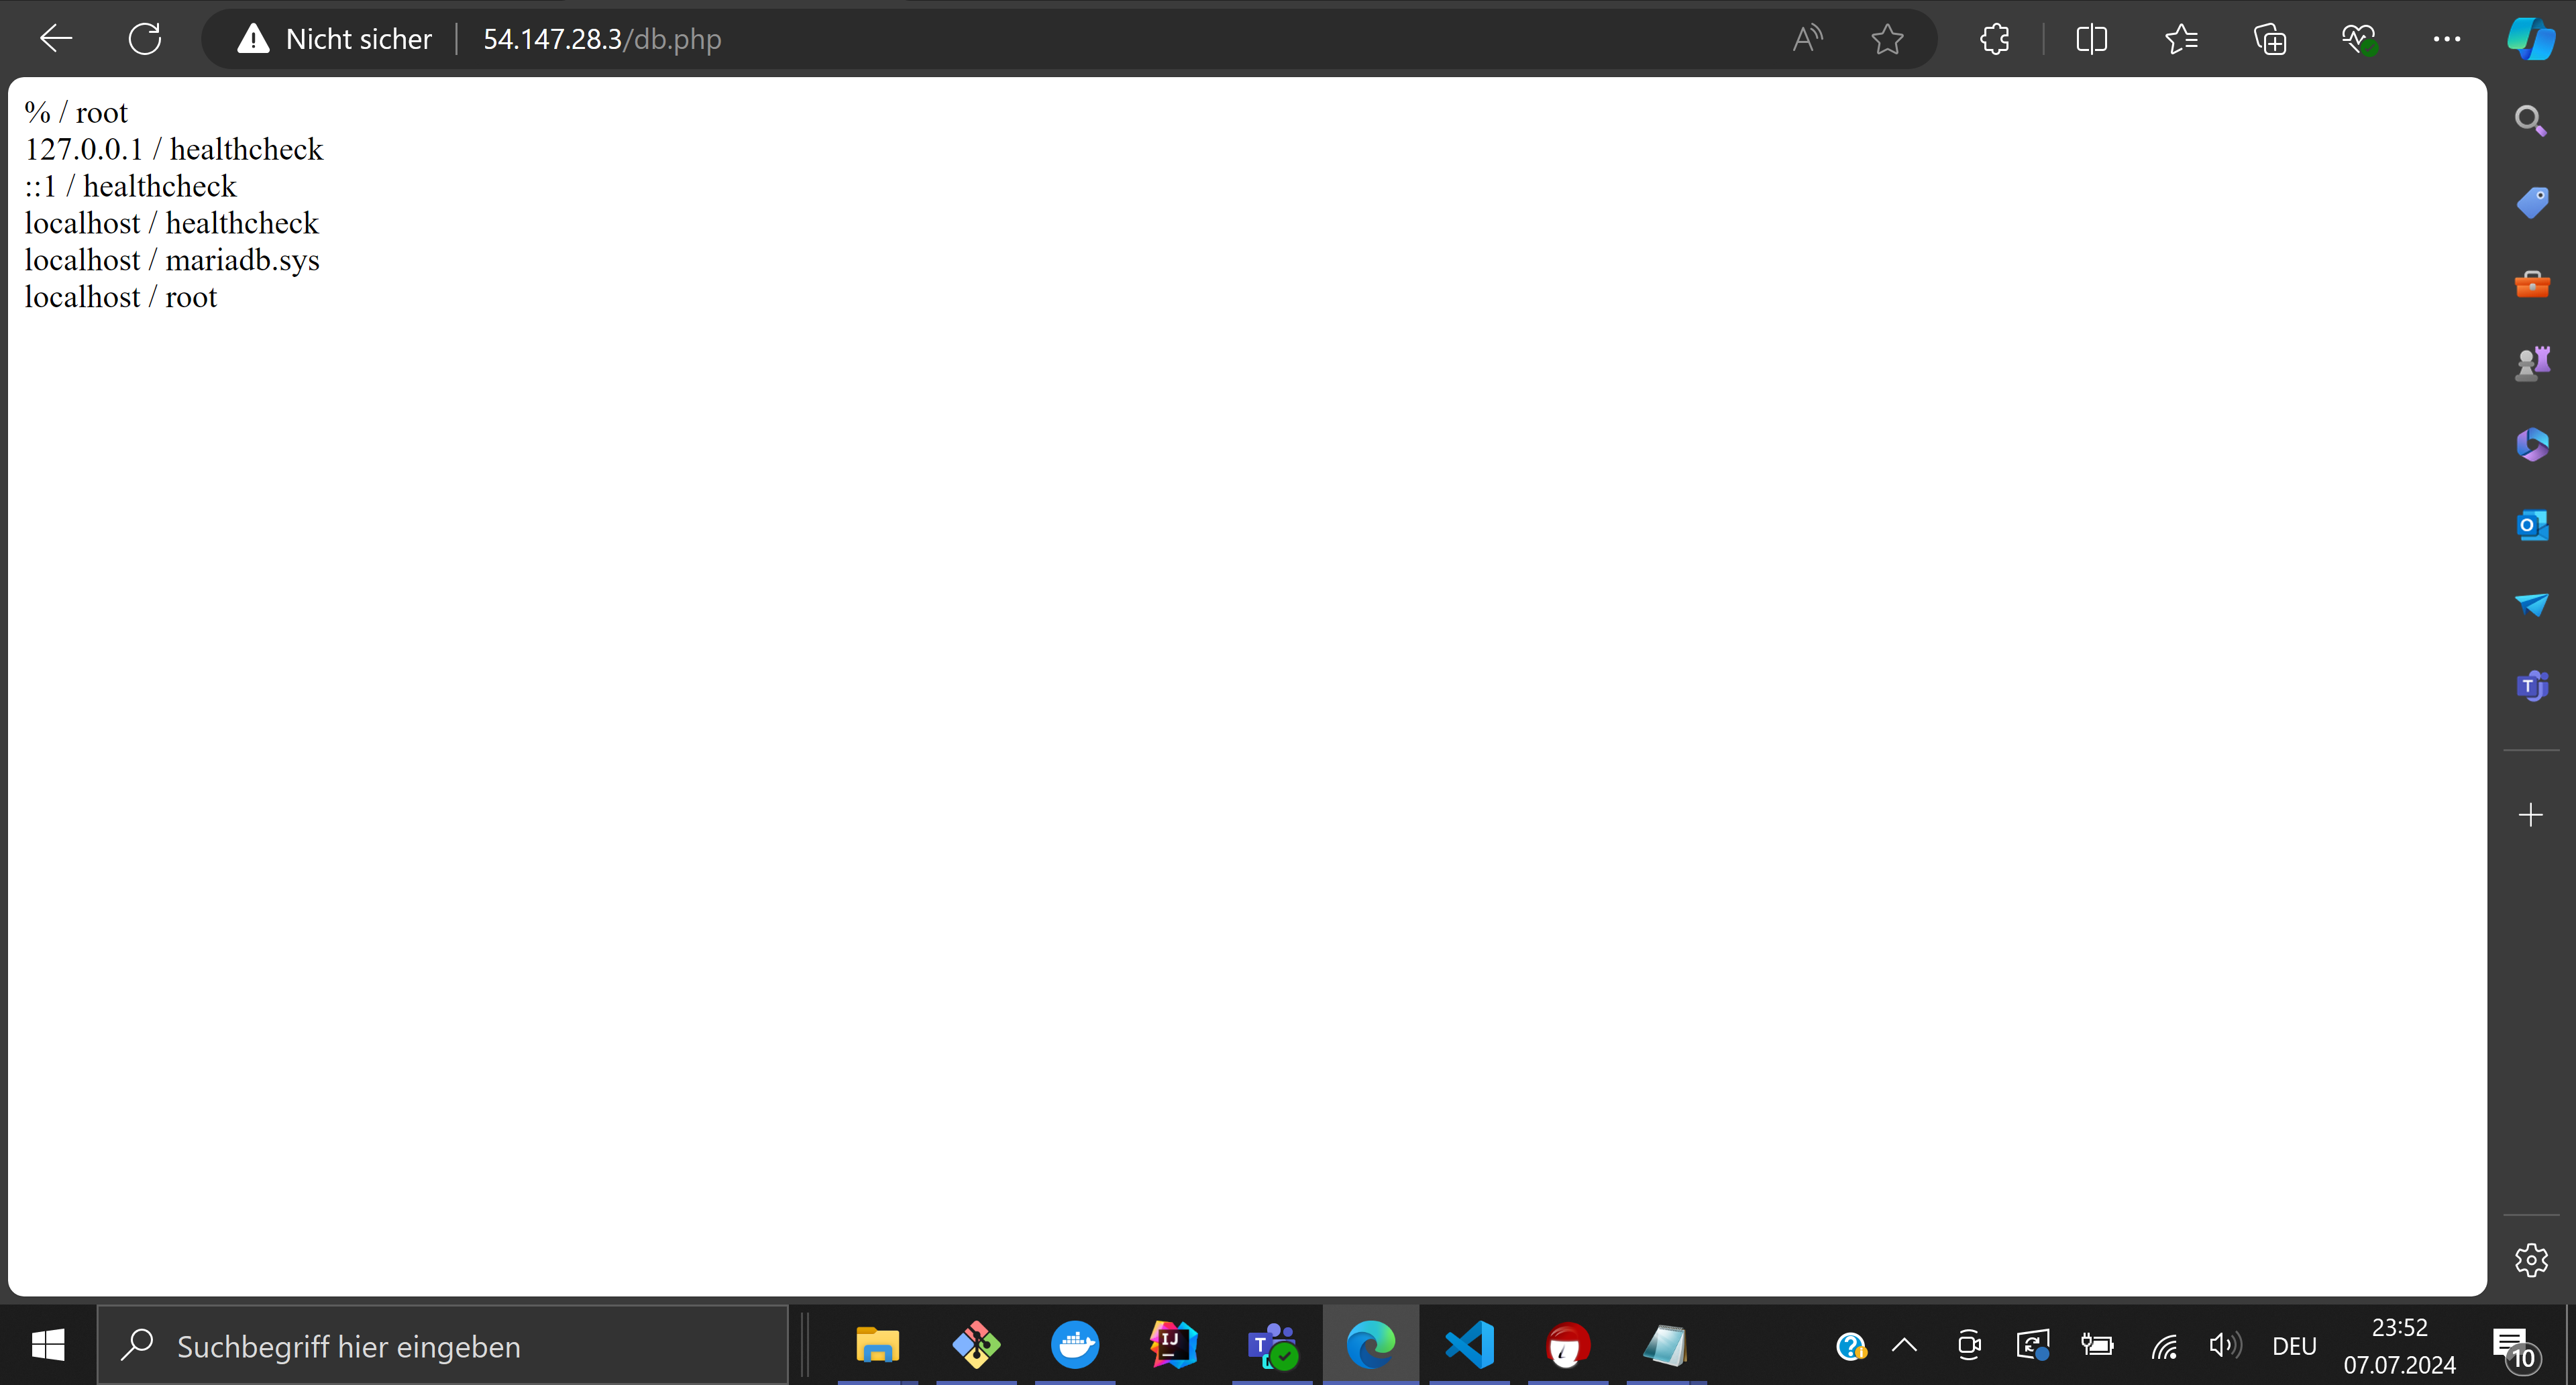 Nicht sicher
54.147.28.3/db.php
% / root
127.0.0.1 / healthcheck
::1 / healthcheck
localhost / healthcheck
localhost / mariadb.sys
localhost / root
Suchbegriff hier eingeben
DEU
23:52
07.07.2024
10